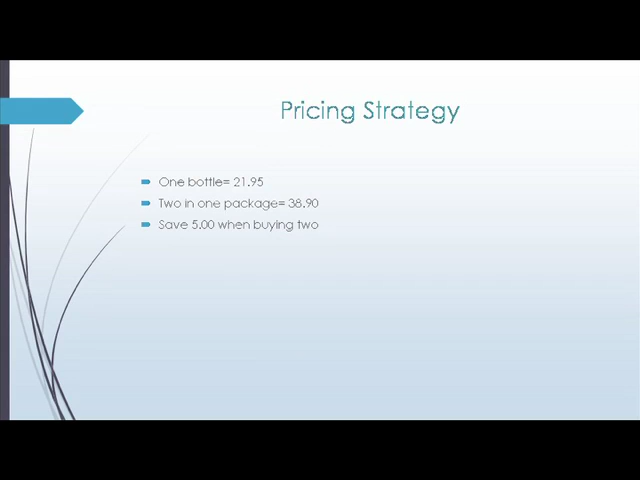 Pricing Strategy
One bottle= 21.95
Two in one package= 38.90
Save 5.00 when buying two